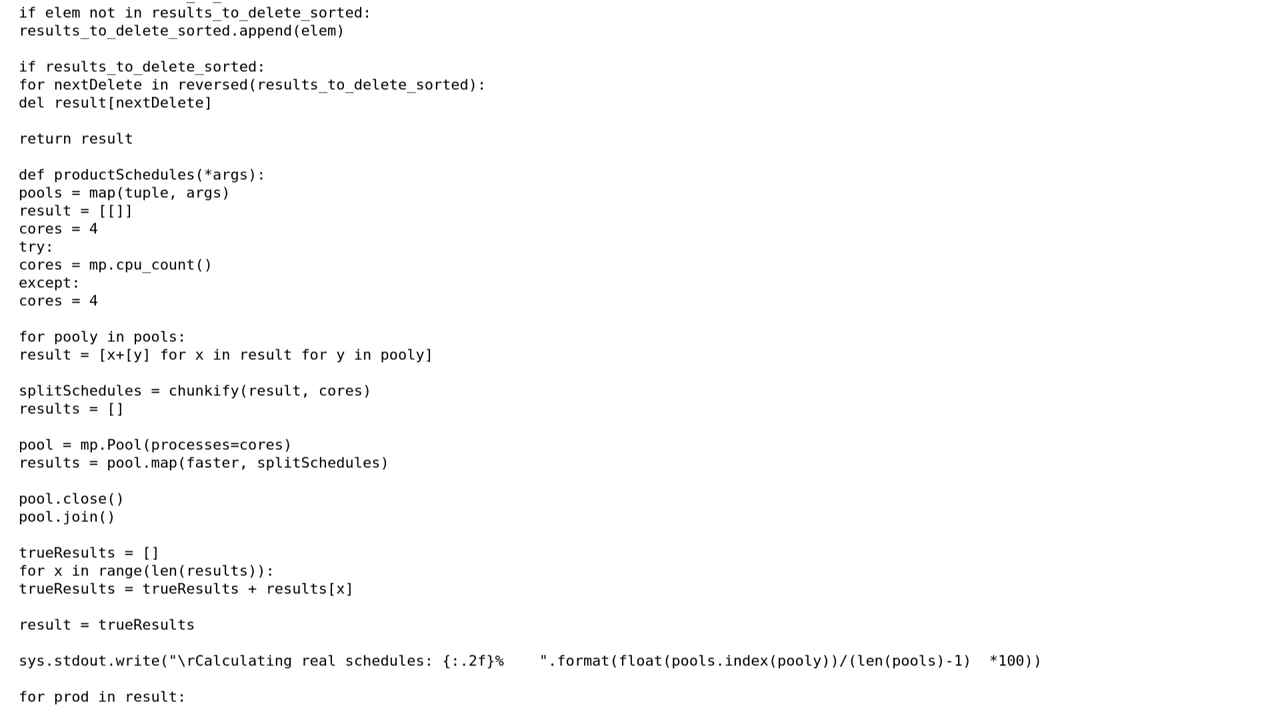 if elem not in results_to_delete_sorted:
results_to_delete_sorted.append(elem)

if results_to_delete_sorted:
for nextDelete in reversed(results_to_delete_sorted):
del result[nextDelete]

return result

def productSchedules(*args):
pools = map(tuple, args)
result = [[]]
cores = 4
try:
cores = mp.cpu_count()
except:
cores = 4

for pooly in pools:
result = [x+[y] for x in result for y in pooly]

splitSchedules = chunkify(result, cores)
results = []

pool = mp.Pool(processes=cores)
results = pool.map(faster, splitSchedules)

pool.close()
pool.join()

trueResults = []
for x in range(len(results)):
trueResults = trueResults + results[x]

result = trueResults

sys.stdout.write("\rCalculating real schedules: {:.2f}%    ".format(float(pools.index(pooly))/(len(pools)-1)  *100))

for prod in result: